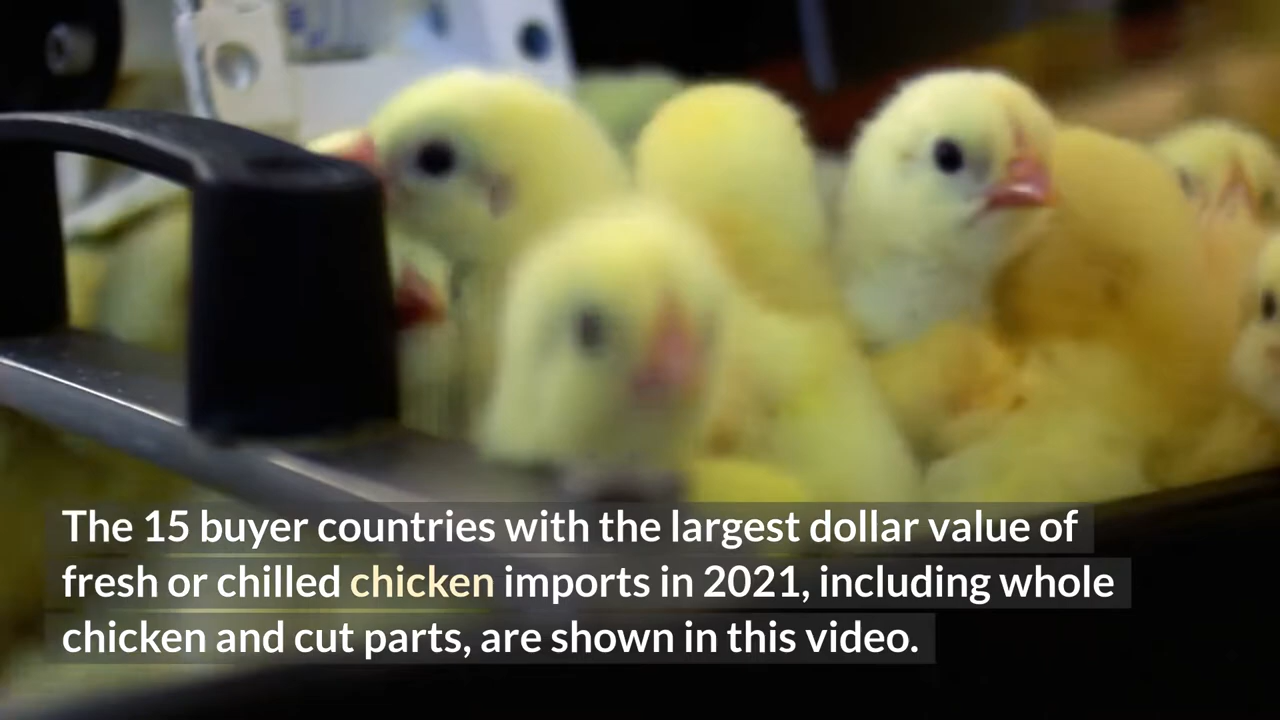 The 15 buyer countries with the largest dollar value of
fresh or chilled chicken imports in 2021, including whole
chicken and cut parts, are shown in this video.